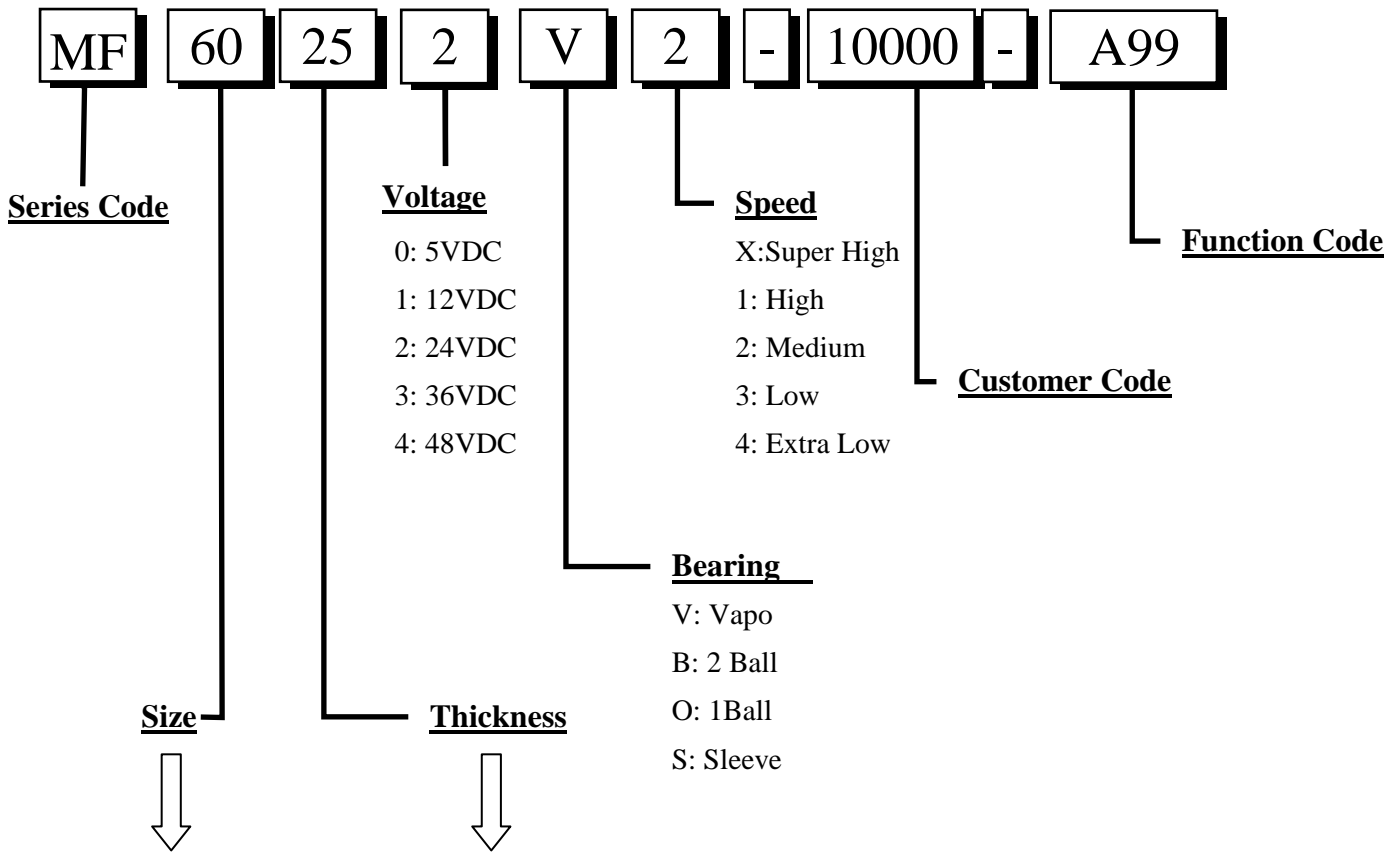 MF 60 25 2 V 2 - 10000 - A99
Series Code
Voltage
0: 5VDC
1: 12VDC
2: 24VDC
3: 36VDC
4: 48VDC
Speed
X:Super High
1: High
2: Medium
3: Low
4: Extra Low
Function Code
Customer Code
Bearing
V: Vapo
B: 2 Ball
O: 1Ball
S: Sleeve
Size
Thickness